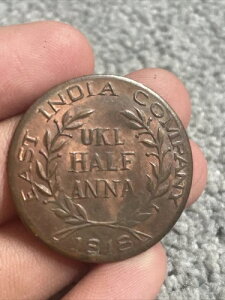 EAST INDIA COMPANY
UKL
HALF
ANNA
1818